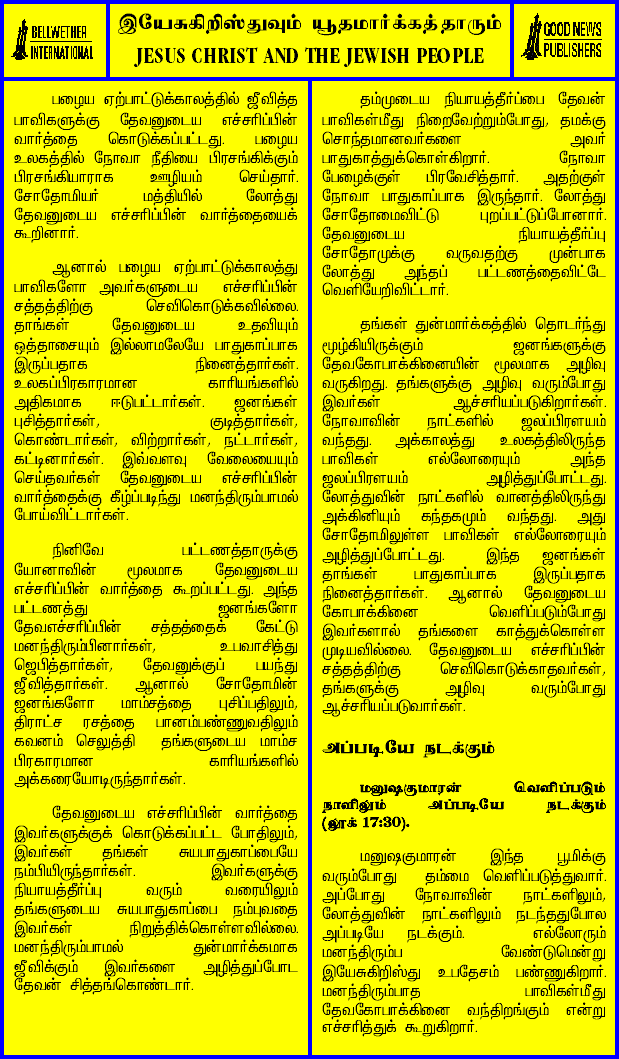 BELLWETHER
INTERNATIONAL
இயேசுகிறிஸ்துவும் யூதமார்க்கத்தாரும்
JESUS CHRIST AND THE JEWISH PEOPLE
GOOD NEWS
PUBLISHERS
பழைய ஏற்பாட்டுக்காலத்தில் ஜீவித்த
பாவிகளுக்கு தேவனுடைய எச்சரிப்பின்
வார்த்தை கொடுக்கப்பட்டது. பழைய
உலகத்தில் நோவா நீதியை பிரசங்கிக்கும்
பிரசங்கியாராக ஊழியம் செய்தார்.
சோதோமியர் மத்தியில் லோத்து
தேவனுடைய எச்சரிப்பின் வார்த்தையைக்
கூறினார்.
ஆனால் பழைய ஏற்பாட்டுக்காலத்து
பாவிகளோ அவர்களுடைய எச்சரிப்பின்
சத்தத்திற்கு செவிகொடுக்கவில்லை.
தாங்கள் தேவனுடைய உதவியும்
ஒத்தாசையும் இல்லாமலேயே பாதுகாப்பாக
இருப்பதாக நினைத்தார்கள்.
உலகப்பிரகாரமான காரியங்களில்
அதிகமாக ஈடுபட்டார்கள். ஜனங்கள்
புசித்தார்கள், குடித்தார்கள்,
கொண்டார்கள், விற்றார்கள், நட்டார்கள்,
கட்டினார்கள். இவ்வளவு வேலையையும்
செய்தவர்கள் தேவனுடைய எச்சரிப்பின்
வார்த்தைக்கு கீழ்ப்படிந்து மனந்திரும்பாமல்
போய்விட்டார்கள்.
நினிவே பட்டணத்தாருக்கு
யோனாவின் மூலமாக தேவனுடைய
எச்சரிப்பின் வார்த்தை கூறப்பட்டது. அந்த
பட்டணத்து ஜனங்களோ
தேவஎச்சரிப்பின் சத்தத்தைக் கேட்டு
மனந்திரும்பினார்கள், உபவாசித்து
ஜெபித்தார்கள், தேவனுக்குப் பயந்து
ஜீவித்தார்கள். ஆனால் சோதோமின்
ஜனங்களோ மாம்சத்தை புசிப்பதிலும்,
திராட்ச ரசத்தை பானம்பண்ணுவதிலும்
கவனம் செலுத்தி தங்களுடைய மாம்ச
பிரகாரமான காரியங்களில்
அக்கரையோடிருந்தார்கள்.
தேவனுடைய எச்சரிப்பின் வார்த்தை
இவர்களுக்குக் கொடுக்கப்பட்ட போதிலும்,
இவர்கள் தங்கள் சுயபாதுகாப்பையே
நம்பியிருந்தார்கள். இவர்களுக்கு
நியாயத்தீர்ப்பு வரும் வரையிலும்
தங்களுடைய சுயபாதுகாப்பை நம்புவதை
இவர்கள் நிறுத்திக்கொள்ளவில்லை.
மனந்திரும்பாமல் துன்மார்க்கமாக
ஜீவிக்கும் இவர்களை அழித்துப்போட
தேவன் சித்தங்கொண்டார்.
தம்முடைய நியாயத்தீர்ப்பை தேவன்
பாவிகள்மீது நிறைவேற்றும்போது, தமக்கு
சொந்தமானவர்களை அவர்
பாதுகாத்துக்கொள்கிறார். நோவா
பேழைக்குள் பிரவேசித்தார். அதற்குள்
நோவா பாதுகாப்பாக இருந்தார். லோத்து
சோதோமைவிட்டு புறப்பட்டுப்போனார்.
தேவனுடைய நியாயத்தீர்ப்பு
சோதோமுக்கு வருவதற்கு முன்பாக
லோத்து அந்தப் பட்டணத்தைவிட்டே
வெளியேறிவிட்டார்.
தங்கள் துன்மார்க்கத்தில் தொடர்ந்து
மூழ்கியிருக்கும் ஜனங்களுக்கு
தேவகோபாக்கினையின் மூலமாக அழிவு
வருகிறது. தங்களுக்கு அழிவு வரும்போது
இவர்கள் ஆச்சரியப்படுகிறார்கள்.
நோவாவின் நாட்களில் ஜலப்பிரளயம்
வந்தது. அக்காலத்து உலகத்திலிருந்த
பாவிகள் எல்லோரையும் அந்த
ஜலப்பிரளயம் அழித்துப்போட்டது.
லோத்துவின் நாட்களில் வானத்திலிருந்து
அக்கினியும் கந்தகமும் வந்தது. அது
சோதோமிலுள்ள பாவிகள் எல்லோரையும்
அழித்துப்போட்டது. இந்த ஜனங்கள்
தாங்கள் பாதுகாப்பாக இருப்பதாக
நினைத்தார்கள். ஆனால் தேவனுடைய
கோபாக்கினை வெளிப்படும்போது
இவர்களால் தங்களை காத்துக்கொள்ள
முடியவில்லை. தேவனுடைய எச்சரிப்பின்
சத்தத்திற்கு செவிகொடுக்காதவர்கள்,
தங்களுக்கு அழிவு வரும்போது
ஆச்சரியப்படுவார்கள்.
அப்படியே நடக்கும்
மனுஷகுமாரன் வெளிப்படும்
நாளிலும் அப்படியே நடக்கும்
(லூக் 17:30).
மனுஷகுமாரன் இந்த பூமிக்கு
வரும்போது தம்மை வெளிப்படுத்துவார்.
அப்போது நோவாவின் நாட்களிலும்,
லோத்துவின் நாட்களிலும் நடந்ததுபோல
அப்படியே நடக்கும். எல்லோரும்
மனந்திரும்ப வேண்டுமென்று
இயேசுகிறிஸ்து உபதேசம் பண்ணுகிறார்.
மனந்திரும்பாத பாவிகள்மீது
தேவகோபாக்கினை வந்திறங்கும் என்று
எச்சரித்துக் கூறுகிறார்.